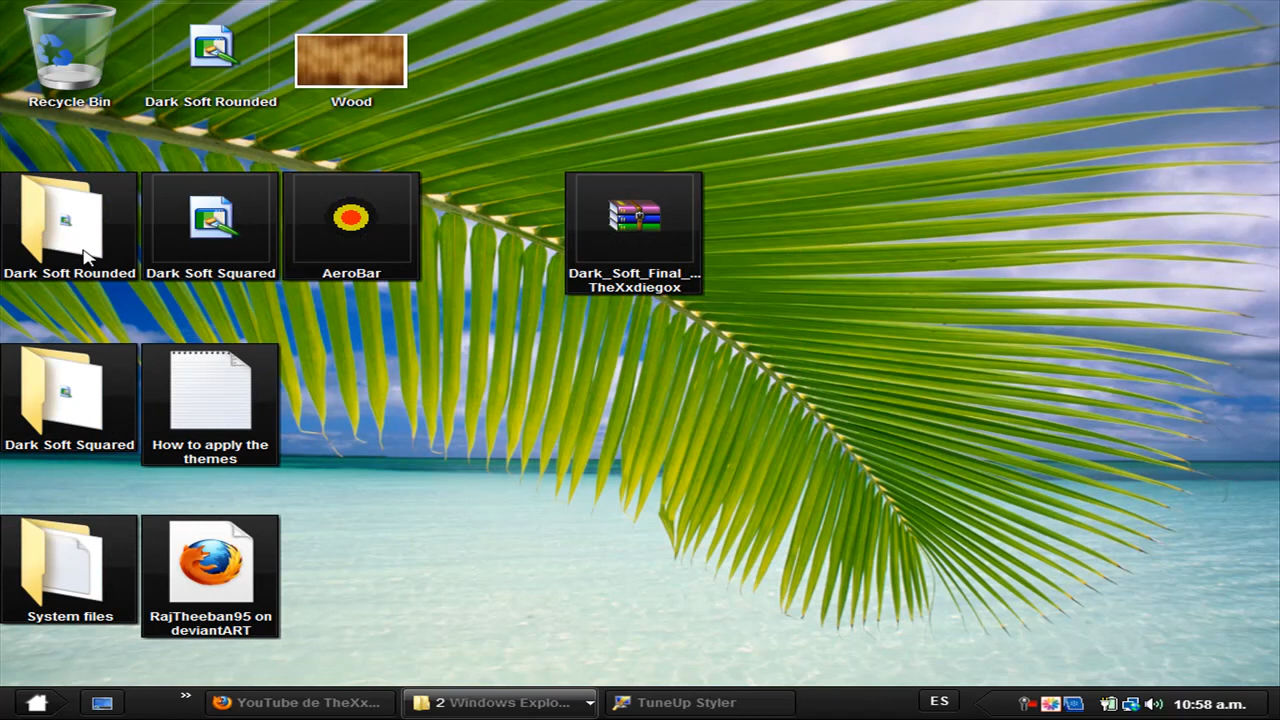 Recycle Bin
Dark Soft Rounded
Wood
Dark Soft Rounded
Dark Soft Squared
AeroBar
Dark_Soft_Final_...
TheXxdiegox
Dark Soft Squared
How to apply the
themes
System files
RajTheeban95 on
deviantART
»
YouTube de TheXx...
2 Windows Explo...
TuneUp Styler
ES
10:58 a.m.